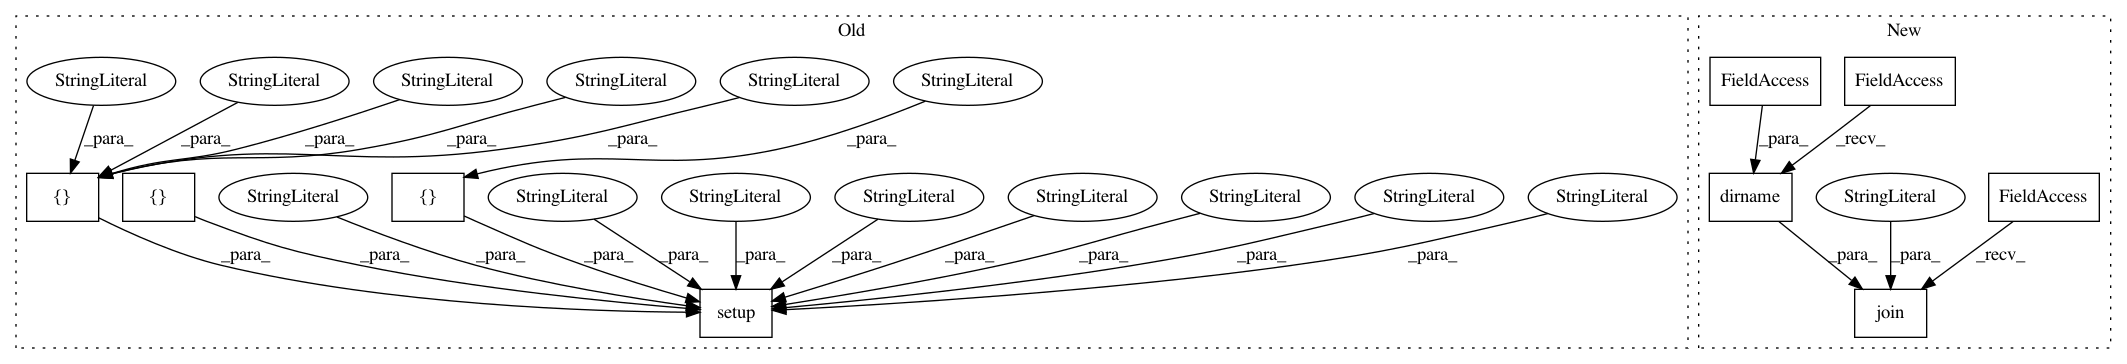 Old
New
StringLiteral StringLiteral StringLiteral StringLiteral StringLiteral StringLiteral FieldAccess FieldAccess
_para_ _para_ _para_ _para_ _para_ _para_ _para_ _recv_
{} {} StringLiteral {} StringLiteral StringLiteral StringLiteral StringLiteral StringLiteral StringLiteral StringLiteral dirname StringLiteral FieldAccess
_para_ _para_ _para_ _para_ _para_ _para_ _para_ _para_ _para_ _para_ _para_ _para_ _para_ _recv_
setup join